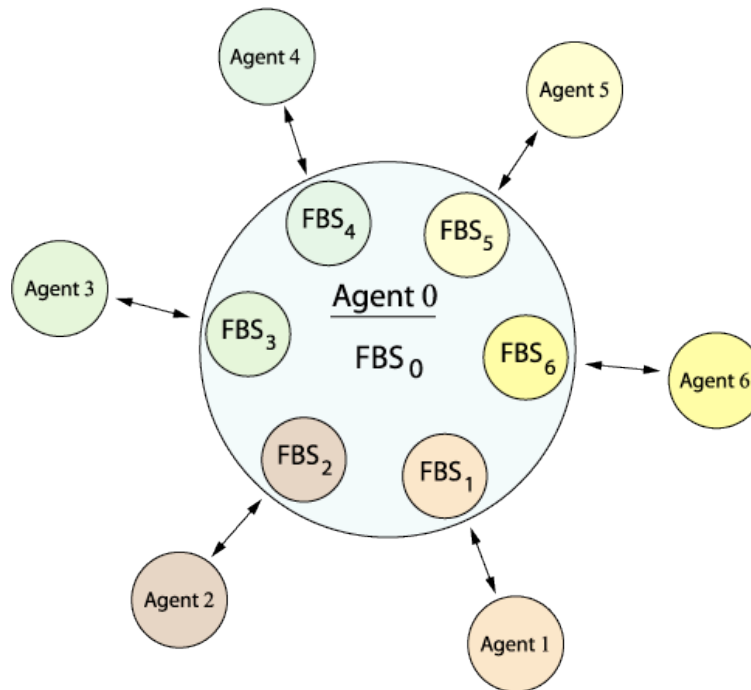 Agent 4
Agent 5
FBS₄
FBS₅
Agent 3
Agent 0
FBS₃
FBS₀
FBS₆
Agent 6
FBS₂
FBS₁
Agent 2
Agent 1